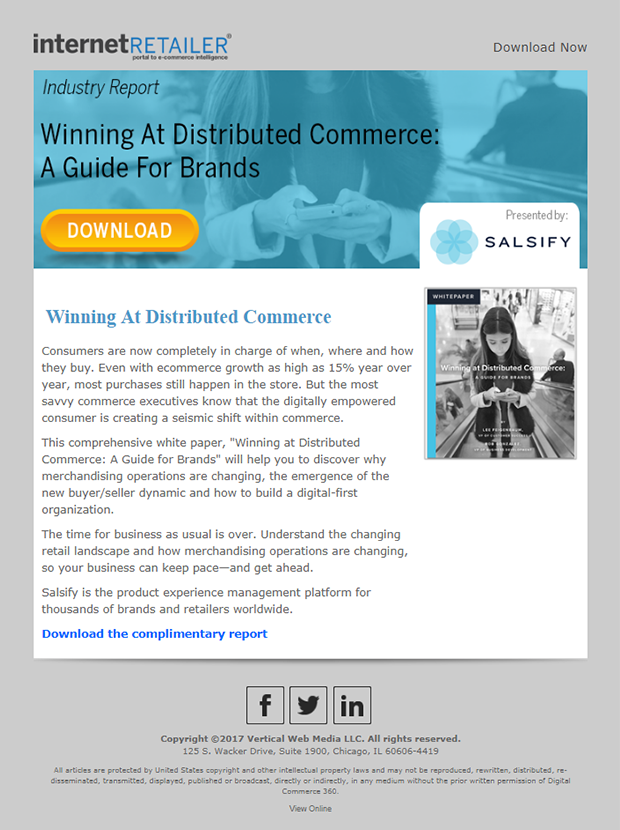 internetRETAILER®
portal to e-commerce intelligence
Download Now
Industry Report
Winning At Distributed Commerce:
A Guide For Brands
DOWNLOAD
Presented by:
SALSIFY
WHITEPAPER
Winning at Distributed Commerce:
A GUIDE FOR BRANDS
Winning At Distributed Commerce
Consumers are now completely in charge of when, where and how
they buy. Even with ecommerce growth as high as 15% year over
year, most purchases still happen in the store. But the most
savvy commerce executives know that the digitally empowered
consumer is creating a seismic shift within commerce.
This comprehensive white paper, "Winning at Distributed
Commerce: A Guide for Brands" will help you to discover why
merchandising operations are changing, the emergence of the
new buyer/seller dynamic and how to build a digital-first
organization.
The time for business as usual is over. Understand the changing
retail landscape and how merchandising operations are changing,
so your business can keep pace—and get ahead.
Salsify is the product experience management platform for
thousands of brands and retailers worldwide.
Download the complimentary report
f
in
Copyright ©2017 Vertical Web Media LLC. All rights reserved.
125 S. Wacker Drive, Suite 1900, Chicago, IL 60606-4419
All articles are protected by United States copyright and other intellectual property laws and may not be reproduced, rewritten, distributed, re-
disseminated, transmitted, displayed, published or broadcast, directly or indirectly, in any medium without the prior written permission of Digital
Commerce 360.
View Online